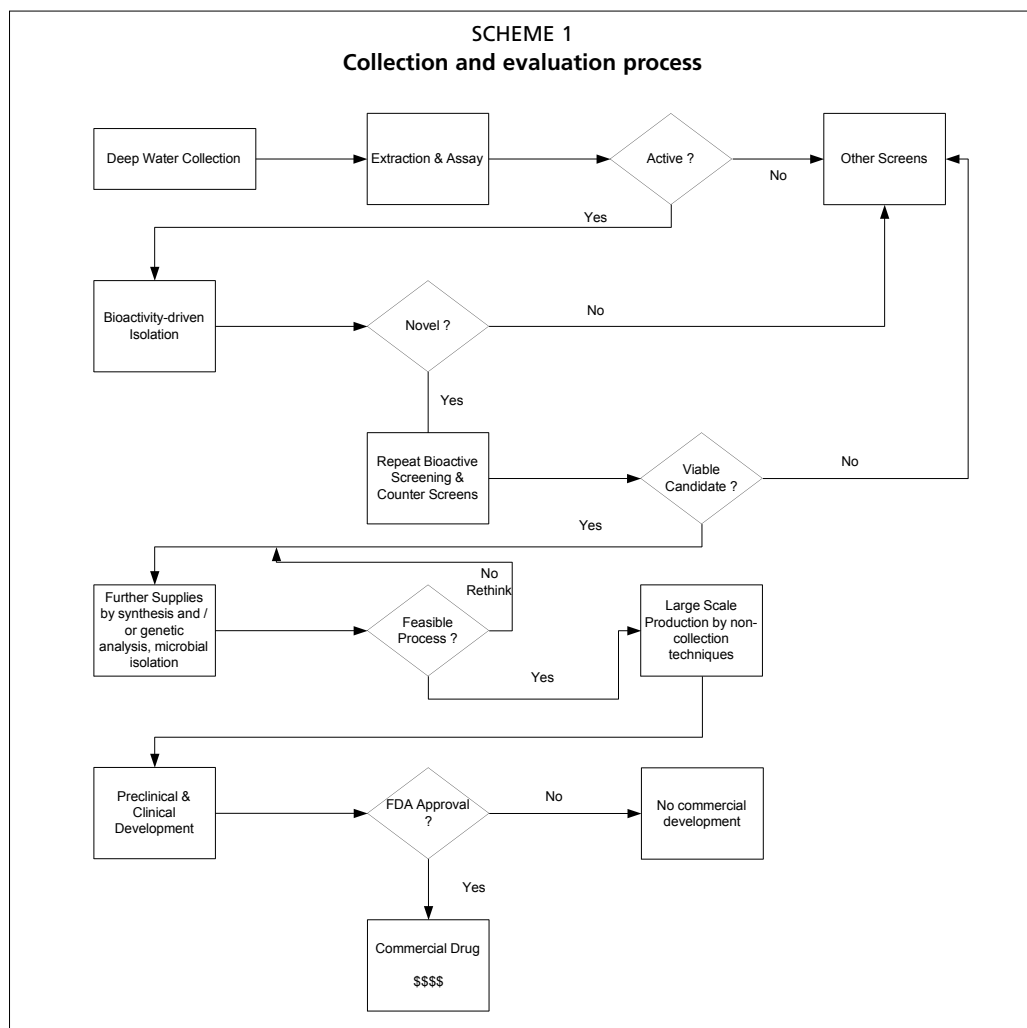 SCHEME 1
Collection and evaluation process
Deep Water Collection
Extraction & Assay
Active ?
No
Other Screens
Yes
Bioactivity-driven
Isolation
Novel ?
No
Yes
Repeat Bioactive
Screening &
Counter Screens
Viable
Candidate ?
No
Yes
No
Rethink
Further Supplies
by synthesis and /
or genetic
analysis, microbial
isolation
Feasible
Process ?
Yes
Large Scale
Production by non-
collection
techniques
Preclinical &
Clinical
Development
FDA Approval
?
No
No commercial
development
Yes
Commercial Drug
$$$$